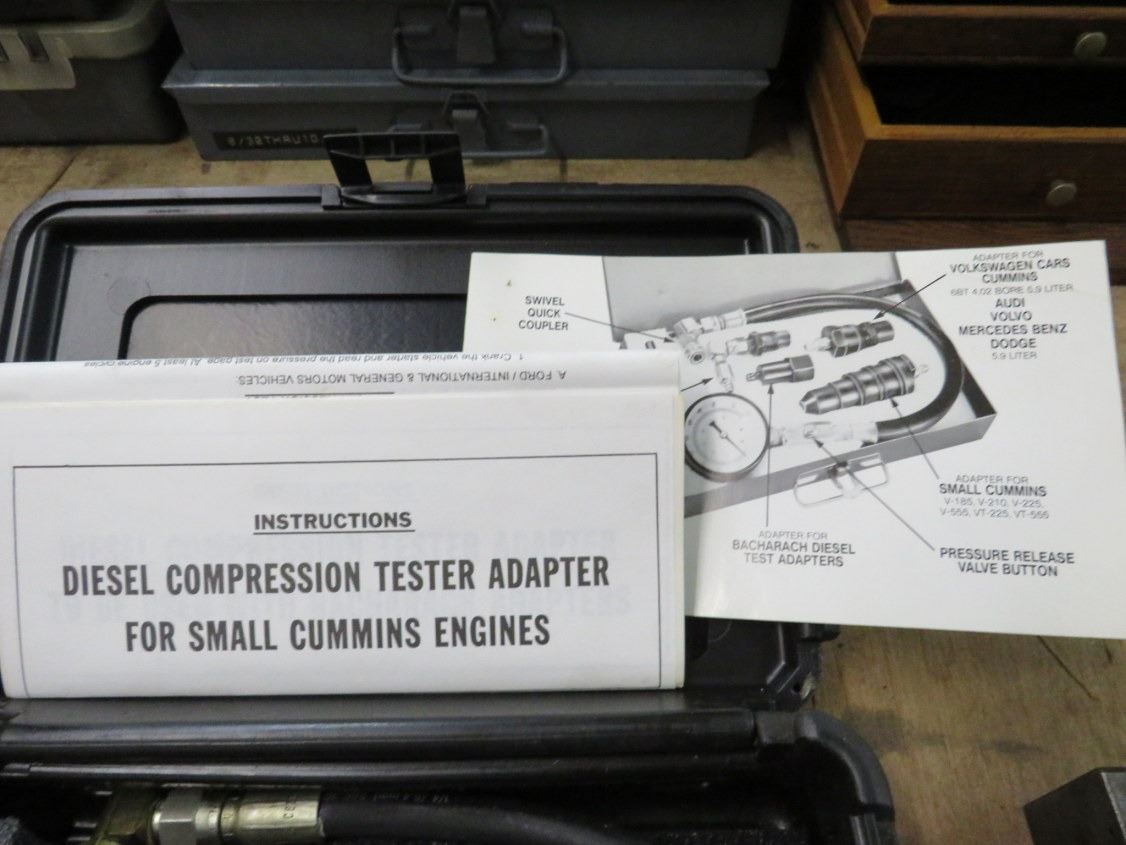 8/32THRU10
SWIVEL
QUICK
COUPLER
ADAPTER FOR
VOLKSWAGEN CARS
CUMMINS
6BT 4.02 BORE 5.9 LITER
AUDI
VOLVO
MERCEDES BENZ
DODGE
5.9 LITER
ADAPTER FOR
SMALL CUMMINS
V-185, V-210, V-225,
V-555, VT-225, VT-555
ADAPTER FOR
BACHARACH DIESEL
TEST ADAPTERS
PRESSURE RELEASE
VALVE BUTTON
A. FORD / INTERNATIONAL & GENERAL MOTORS VEHICLES:
1. Crank the vehicle starter and read the pressure on test gage. At least 5 engine cycles
INSTRUCTIONS
DIESEL COMPRESSION TESTER ADAPTER
FOR SMALL CUMMINS ENGINES